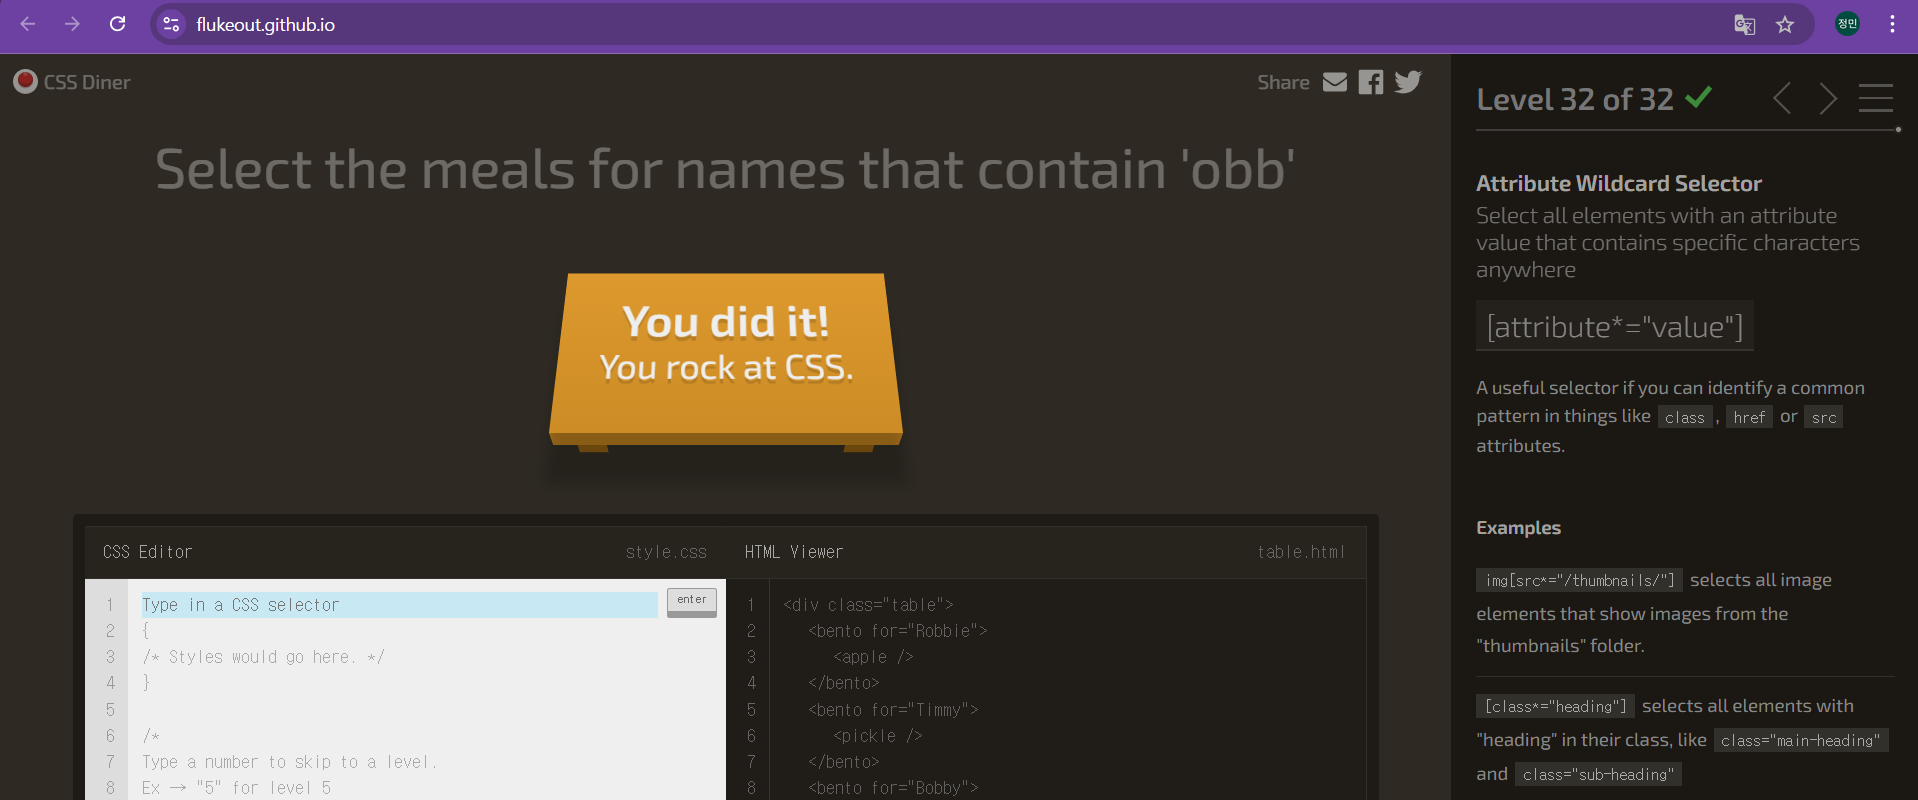 flukeout.github.io
정민
CSS Diner
Share
Select the meals for names that contain 'obb'
You did it!
You rock at CSS.
CSS Editor
style.css
1 Type in a CSS selector
enter
2 {
3 /* Styles would go here. */
4 }
5
6 /*
7 Type a number to skip to a level.
8 Ex → "5" for level 5
HTML Viewer
table.html
1 <div class="table">
2 <bento for="Robbie">
3 <apple />
4 </bento>
5 <bento for="Timmy">
6 <pickle />
7 </bento>
8 <bento for="Bobby">
Level 32 of 32
Attribute Wildcard Selector
Select all elements with an attribute
value that contains specific characters
anywhere
[attribute*="value"]
A useful selector if you can identify a common
pattern in things like class, href or src
attributes.
Examples
img[src*="/thumbnails/"] selects all image
elements that show images from the
"thumbnails" folder.
[class*="heading"] selects all elements with
"heading" in their class, like class="main-heading"
and class="sub-heading"